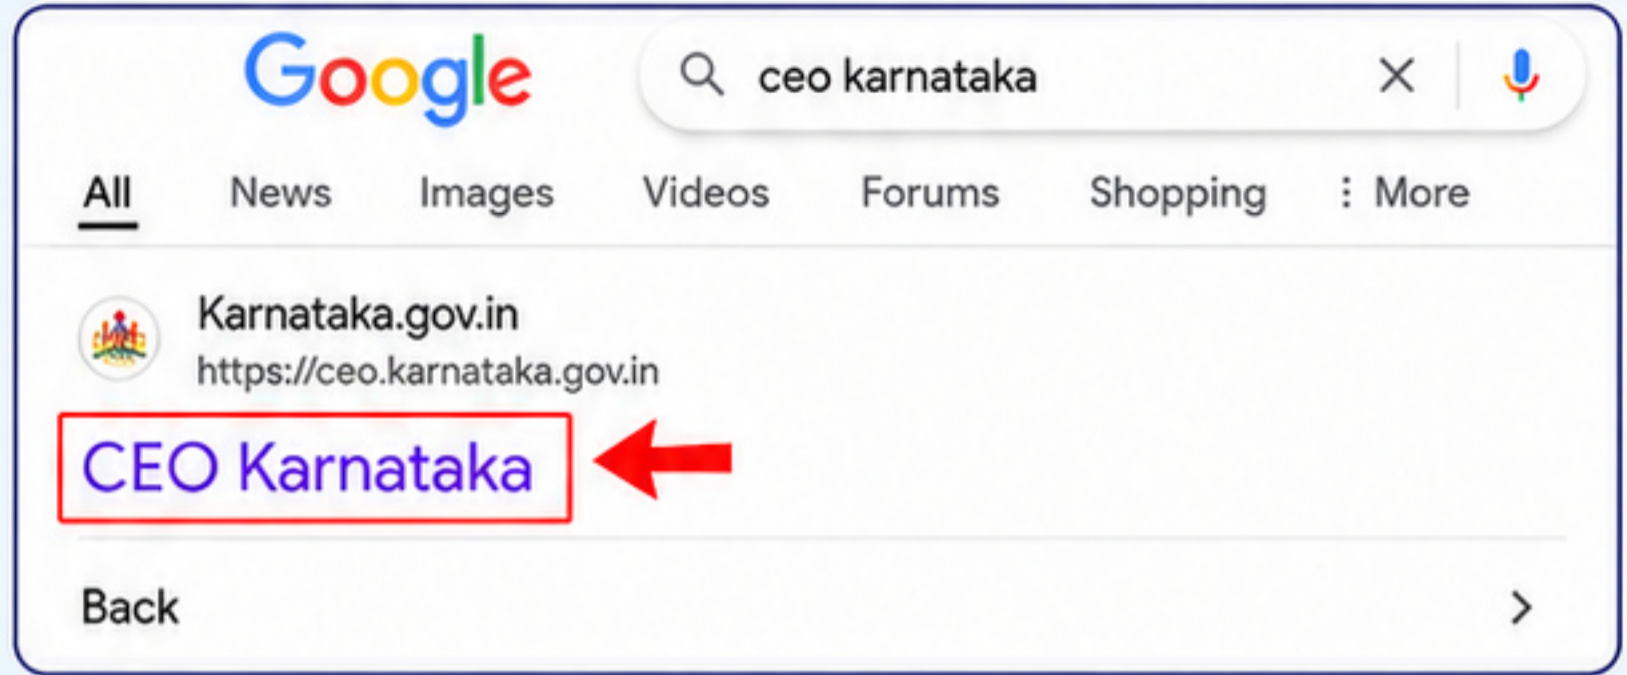 Google
ceo karnataka
All News Images Videos Forums Shopping More
Karnataka.gov.in
https://ceo.karnataka.gov.in
CEO Karnataka
Back